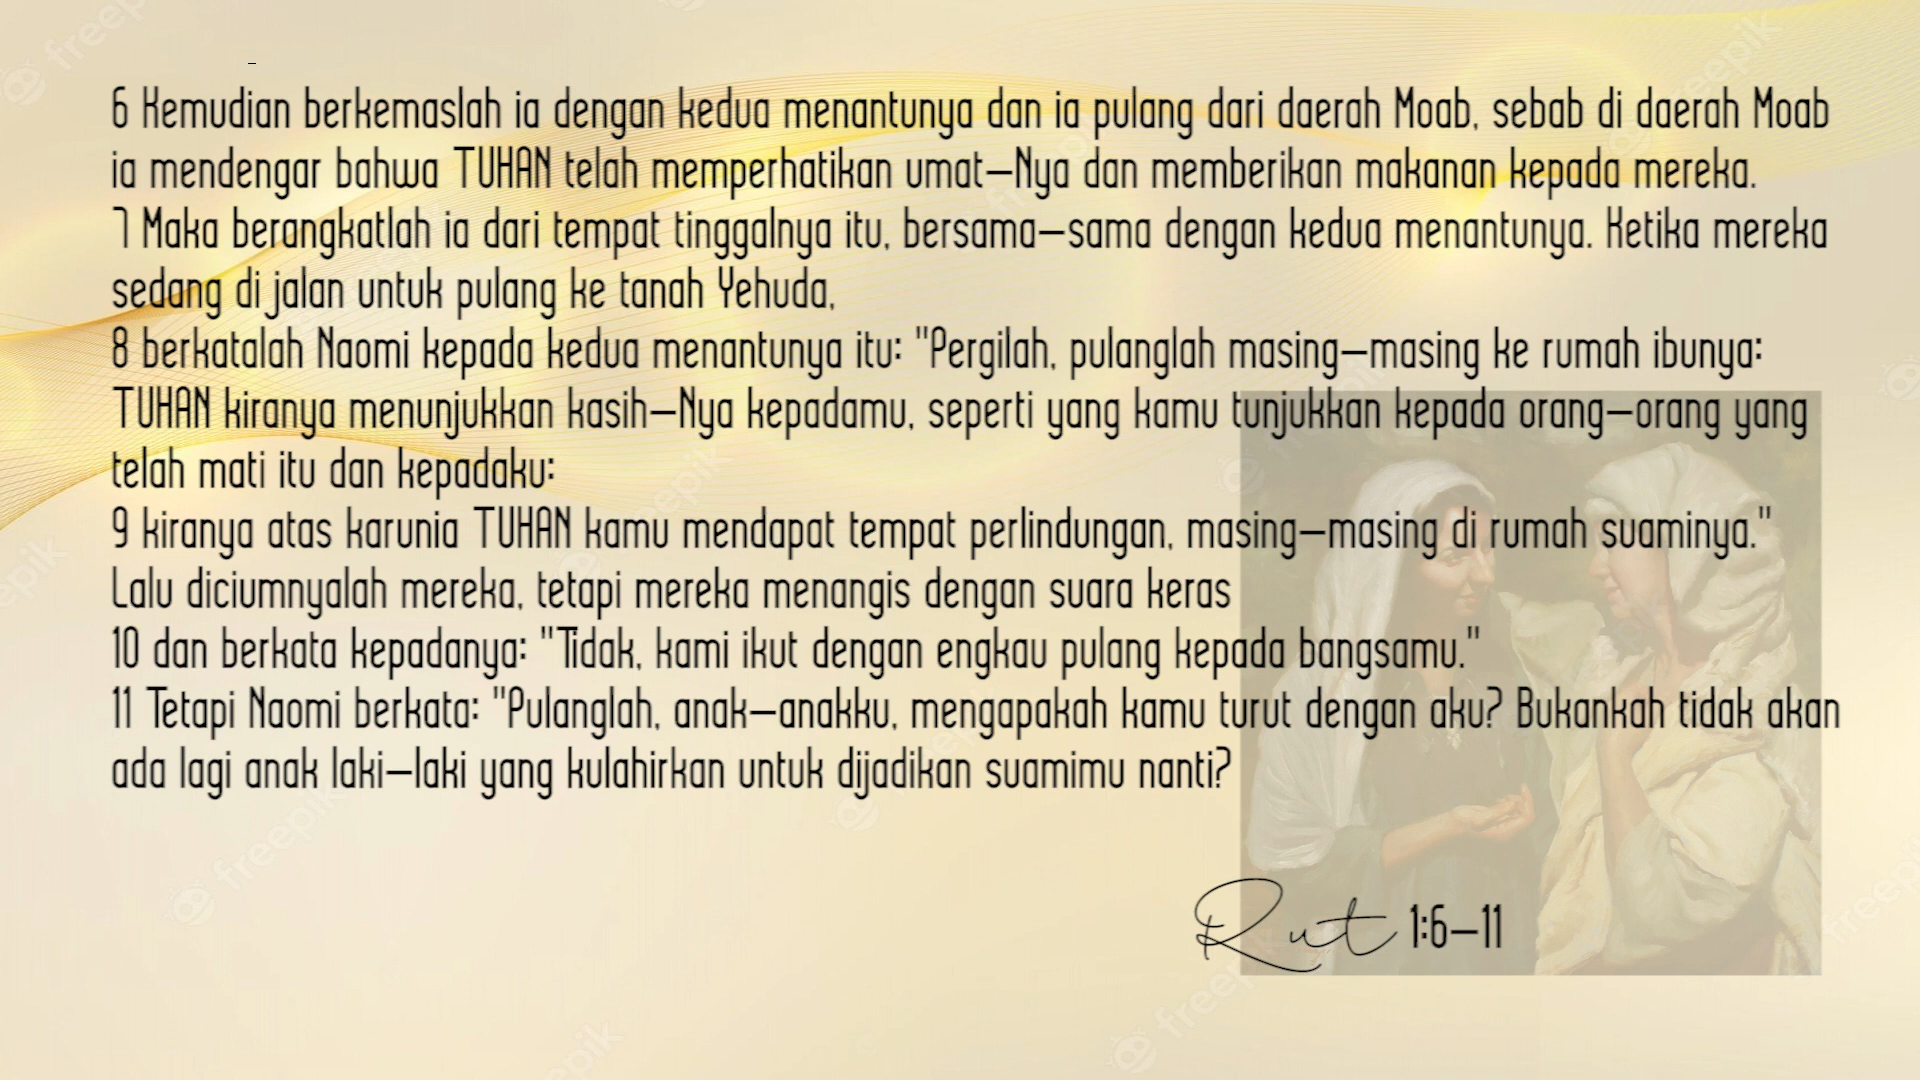 6 Kemudian berkemaslah ia dengan kedua menantunya dan ia pulang dari daerah Moab, sebab di daerah Moab
ia mendengar bahwa TUHAN telah memperhatikan umat–Nya dan memberikan makanan kepada mereka.
7 Maka berangkatlah ia dari tempat tinggalnya itu, bersama–sama dengan kedua menantunya. Ketika mereka
sedang di jalan untuk pulang ke tanah Yehuda,
8 berkatalah Naomi kepada kedua menantunya itu: "Pergilah, pulanglah masing–masing ke rumah ibunya:
TUHAN kiranya menunjukkan kasih–Nya kepadamu, seperti yang kamu tunjukkan kepada orang–orang yang
telah mati itu dan kepadaku:
9 kiranya atas karunia TUHAN kamu mendapat tempat perlindungan, masing–masing di rumah suaminya."
Lalu diciumnyalah mereka, tetapi mereka menangis dengan suara keras
10 dan berkata kepadanya: "Tidak, kami ikut dengan engkau pulang kepada bangsamu."
11 Tetapi Naomi berkata: "Pulanglah, anak–anakku, mengapakah kamu turut dengan aku? Bukankah tidak akan
ada lagi anak laki–laki yang kulahirkan untuk dijadikan suamimu nanti?
Rut 1:6–11
freepik
freepik
freepik
freepik